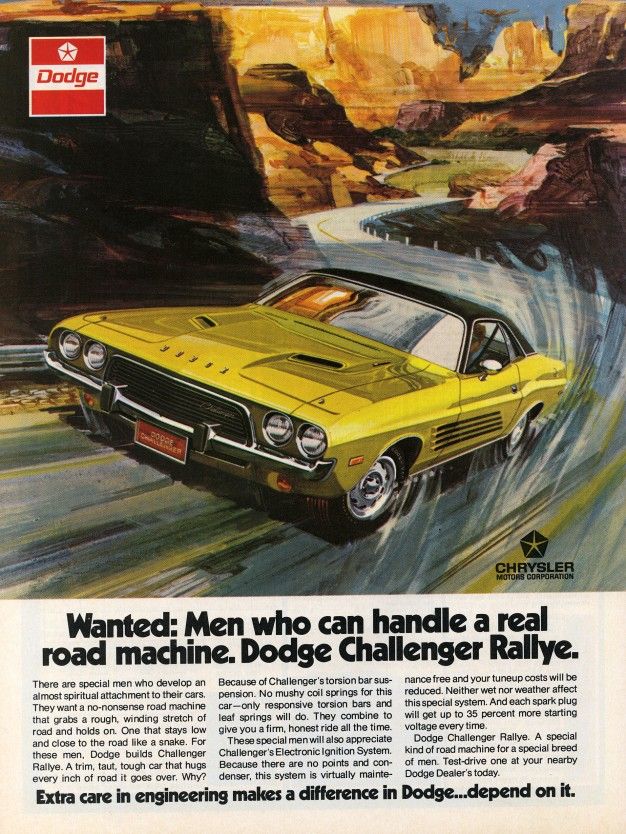 Dodge
DODGE
Challenger
DODGE
CHALLENGER
CHRYSLER
MOTORS CORPORATION
Wanted: Men who can handle a real
road machine. Dodge Challenger Rallye.
There are special men who develop an
almost spiritual attachment to their cars.
They want a no-nonsense road machine
that grabs a rough, winding stretch of
road and holds on. One that stays low
and close to the road like a snake. For
these men, Dodge builds Challenger
Rallye. A trim, taut, tough car that hugs
every inch of road it goes over. Why?
Because of Challenger's torsion bar sus-
pension. No mushy coil springs for this
car—only responsive torsion bars and
leaf springs will do. They combine to
give you a firm, honest ride all the time.
These special men will also appreciate
Challenger's Electronic Ignition System.
Because there are no points and con-
denser, this system is virtually mainte-
nance free and your tuneup costs will be
reduced. Neither wet nor weather affect
this special system. And each spark plug
will get up to 35 percent more starting
voltage every time.
Dodge Challenger Rallye. A special
kind of road machine for a special breed
of men. Test-drive one at your nearby
Dodge Dealer's today.
Extra care in engineering makes a difference in Dodge...depend on it.